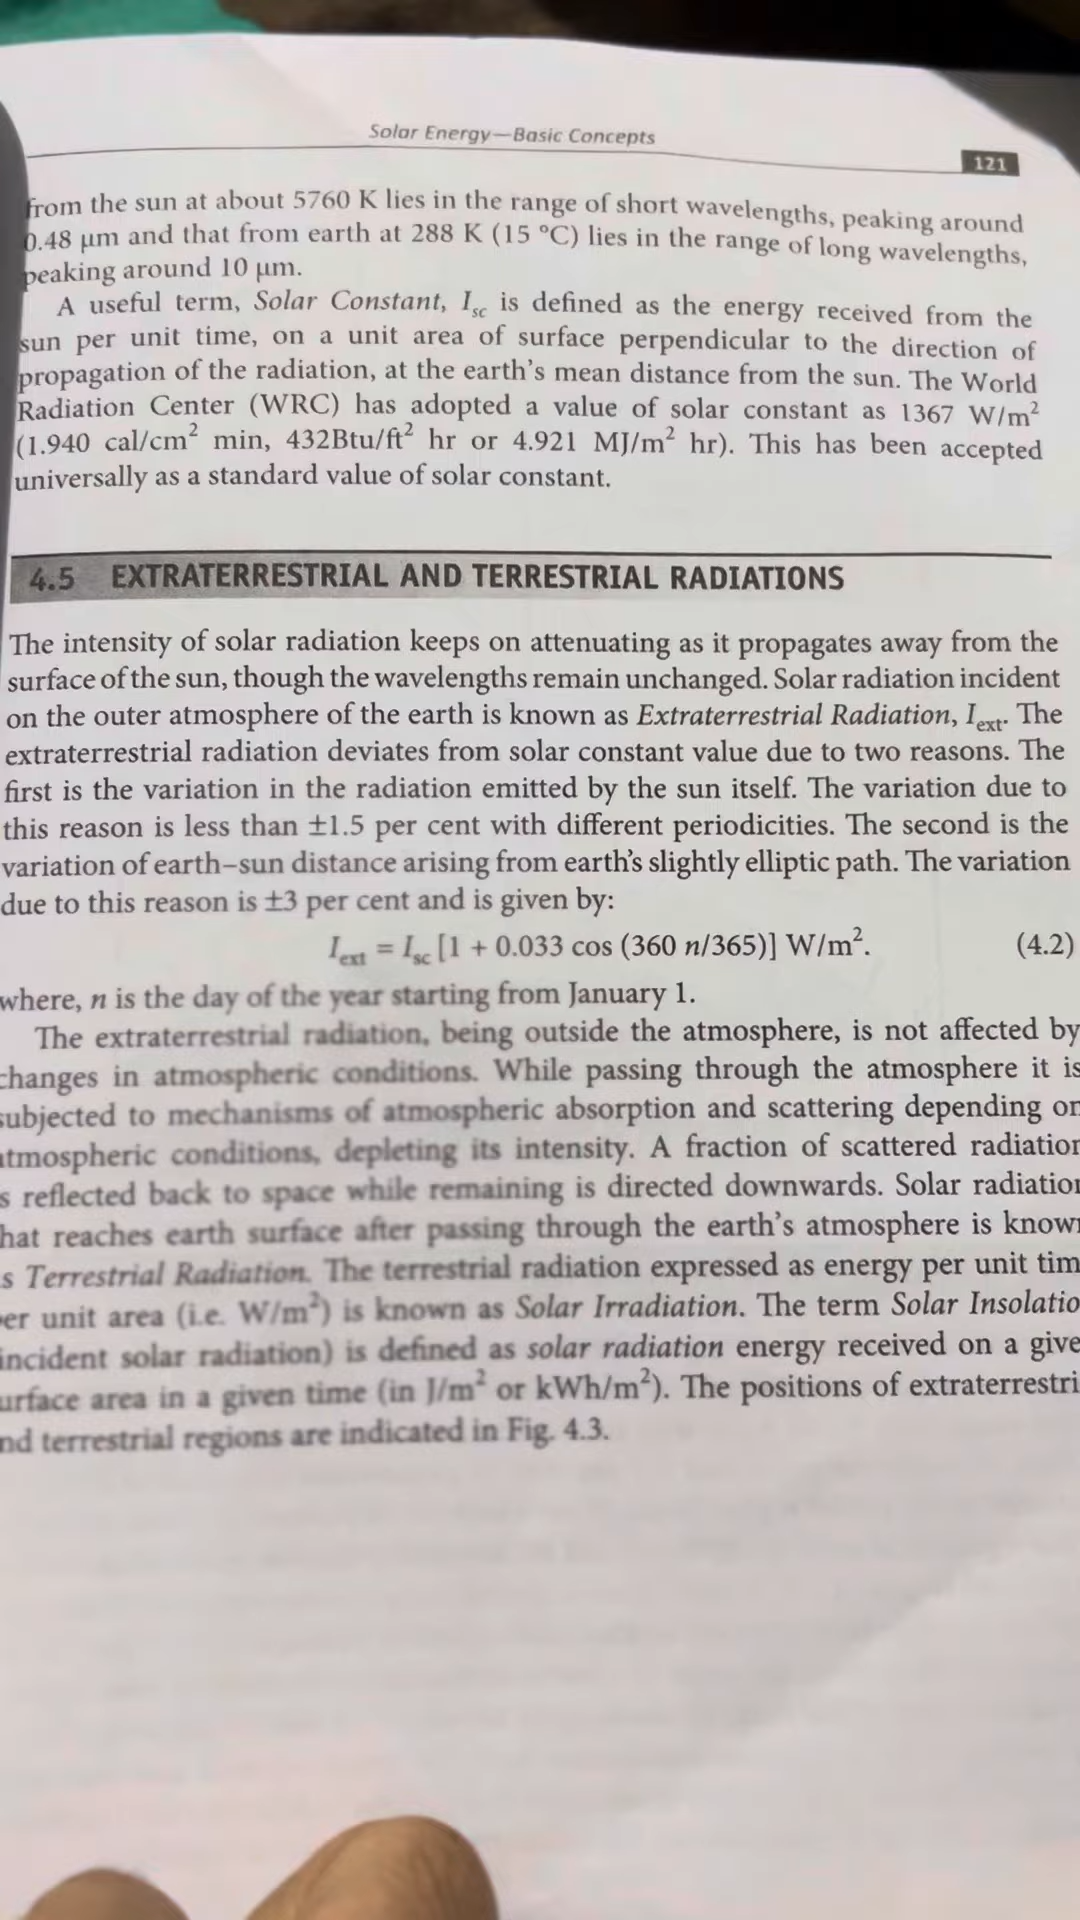 Solar Energy—Basic Concepts
121
from the sun at about 5760 K lies in the range of short wavelengths, peaking around
0.48 µm and that from earth at 288 K (15 °C) lies in the range of long wavelengths,
peaking around 10 µm.
A useful term, Solar Constant, Isc is defined as the energy received from the
sun per unit time, on a unit area of surface perpendicular to the direction of
propagation of the radiation, at the earth's mean distance from the sun. The World
Radiation Center (WRC) has adopted a value of solar constant as 1367 W/m²
(1.940 cal/cm² min, 432Btu/ft² hr or 4.921 MJ/m² hr). This has been accepted
universally as a standard value of solar constant.
4.5 EXTRATERRESTRIAL AND TERRESTRIAL RADIATIONS
The intensity of solar radiation keeps on attenuating as it propagates away from the
surface of the sun, though the wavelengths remain unchanged. Solar radiation incident
on the outer atmosphere of the earth is known as Extraterrestrial Radiation, Iext. The
extraterrestrial radiation deviates from solar constant value due to two reasons. The
first is the variation in the radiation emitted by the sun itself. The variation due to
this reason is less than ±1.5 per cent with different periodicities. The second is the
variation of earth–sun distance arising from earth's slightly elliptic path. The variation
due to this reason is ±3 per cent and is given by:
Iext = Isc [1 + 0.033 cos (360 n/365)] W/m². (4.2)
where, n is the day of the year starting from January 1.
The extraterrestrial radiation, being outside the atmosphere, is not affected by
changes in atmospheric conditions. While passing through the atmosphere it is
subjected to mechanisms of atmospheric absorption and scattering depending on
atmospheric conditions, depleting its intensity. A fraction of scattered radiation
s reflected back to space while remaining is directed downwards. Solar radiation
hat reaches earth surface after passing through the earth's atmosphere is known
s Terrestrial Radiation. The terrestrial radiation expressed as energy per unit tim
er unit area (i.e. W/m²) is known as Solar Irradiation. The term Solar Insolatio
incident solar radiation) is defined as solar radiation energy received on a give
urface area in a given time (in J/m² or kWh/m²). The positions of extraterrestri
nd terrestrial regions are indicated in Fig. 4.3.